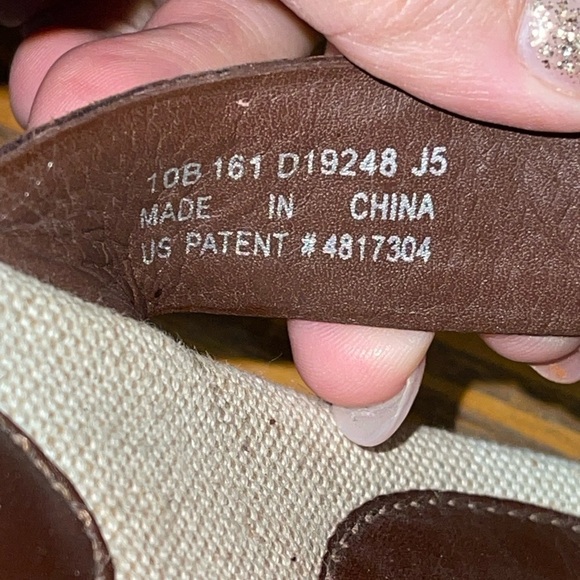 10B 161 D19248 J5
MADE IN CHINA
US PATENT #4817304